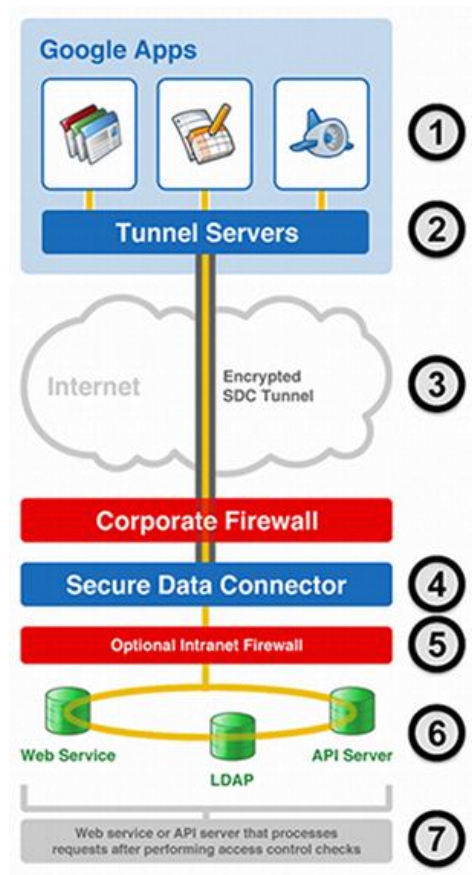 Google Apps
1
Tunnel Servers
2
Internet
Encrypted
SDC Tunnel
3
Corporate Firewall
Secure Data Connector
4
Optional Intranet Firewall
5
Web Service
LDAP
API Server
6
Web service or API server that processes
requests after performing access control checks
7